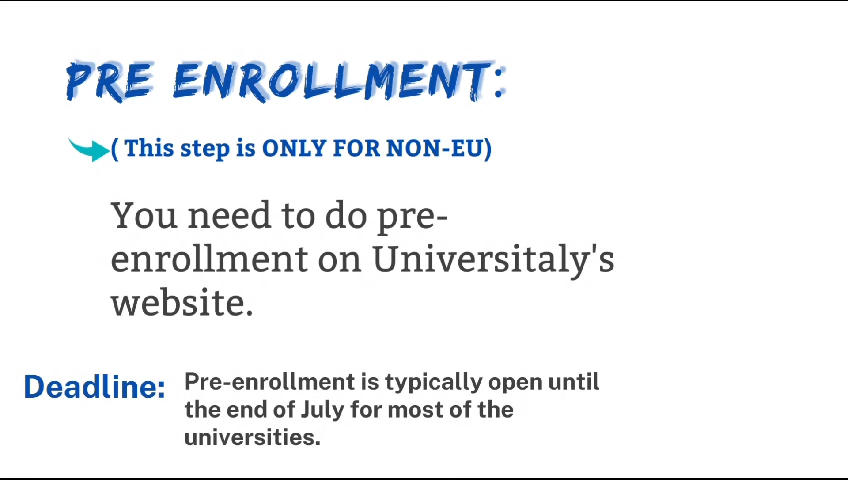 PRE ENROLLMENT:
( This step is ONLY FOR NON-EU)
You need to do pre-
enrollment on Universitaly's
website.
Deadline:
Pre-enrollment is typically open until
the end of July for most of the
universities.